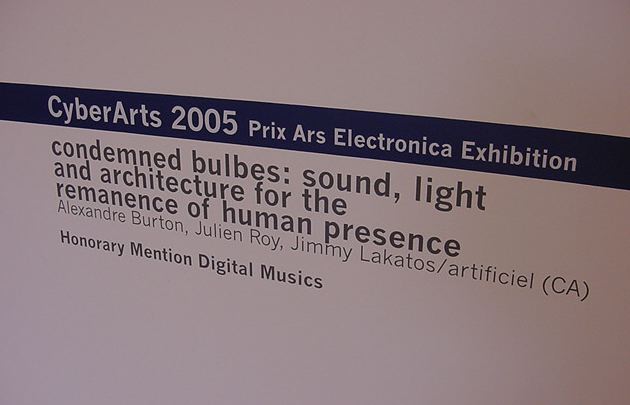 CyberArts 2005 Prix Ars Electronica Exhibition
condemned bulbes: sound, light
and architecture for the
remanence of human presence
Alexandre Burton, Julien Roy, Jimmy Lakatos/artificiel (CA)
Honorary Mention Digital Musics